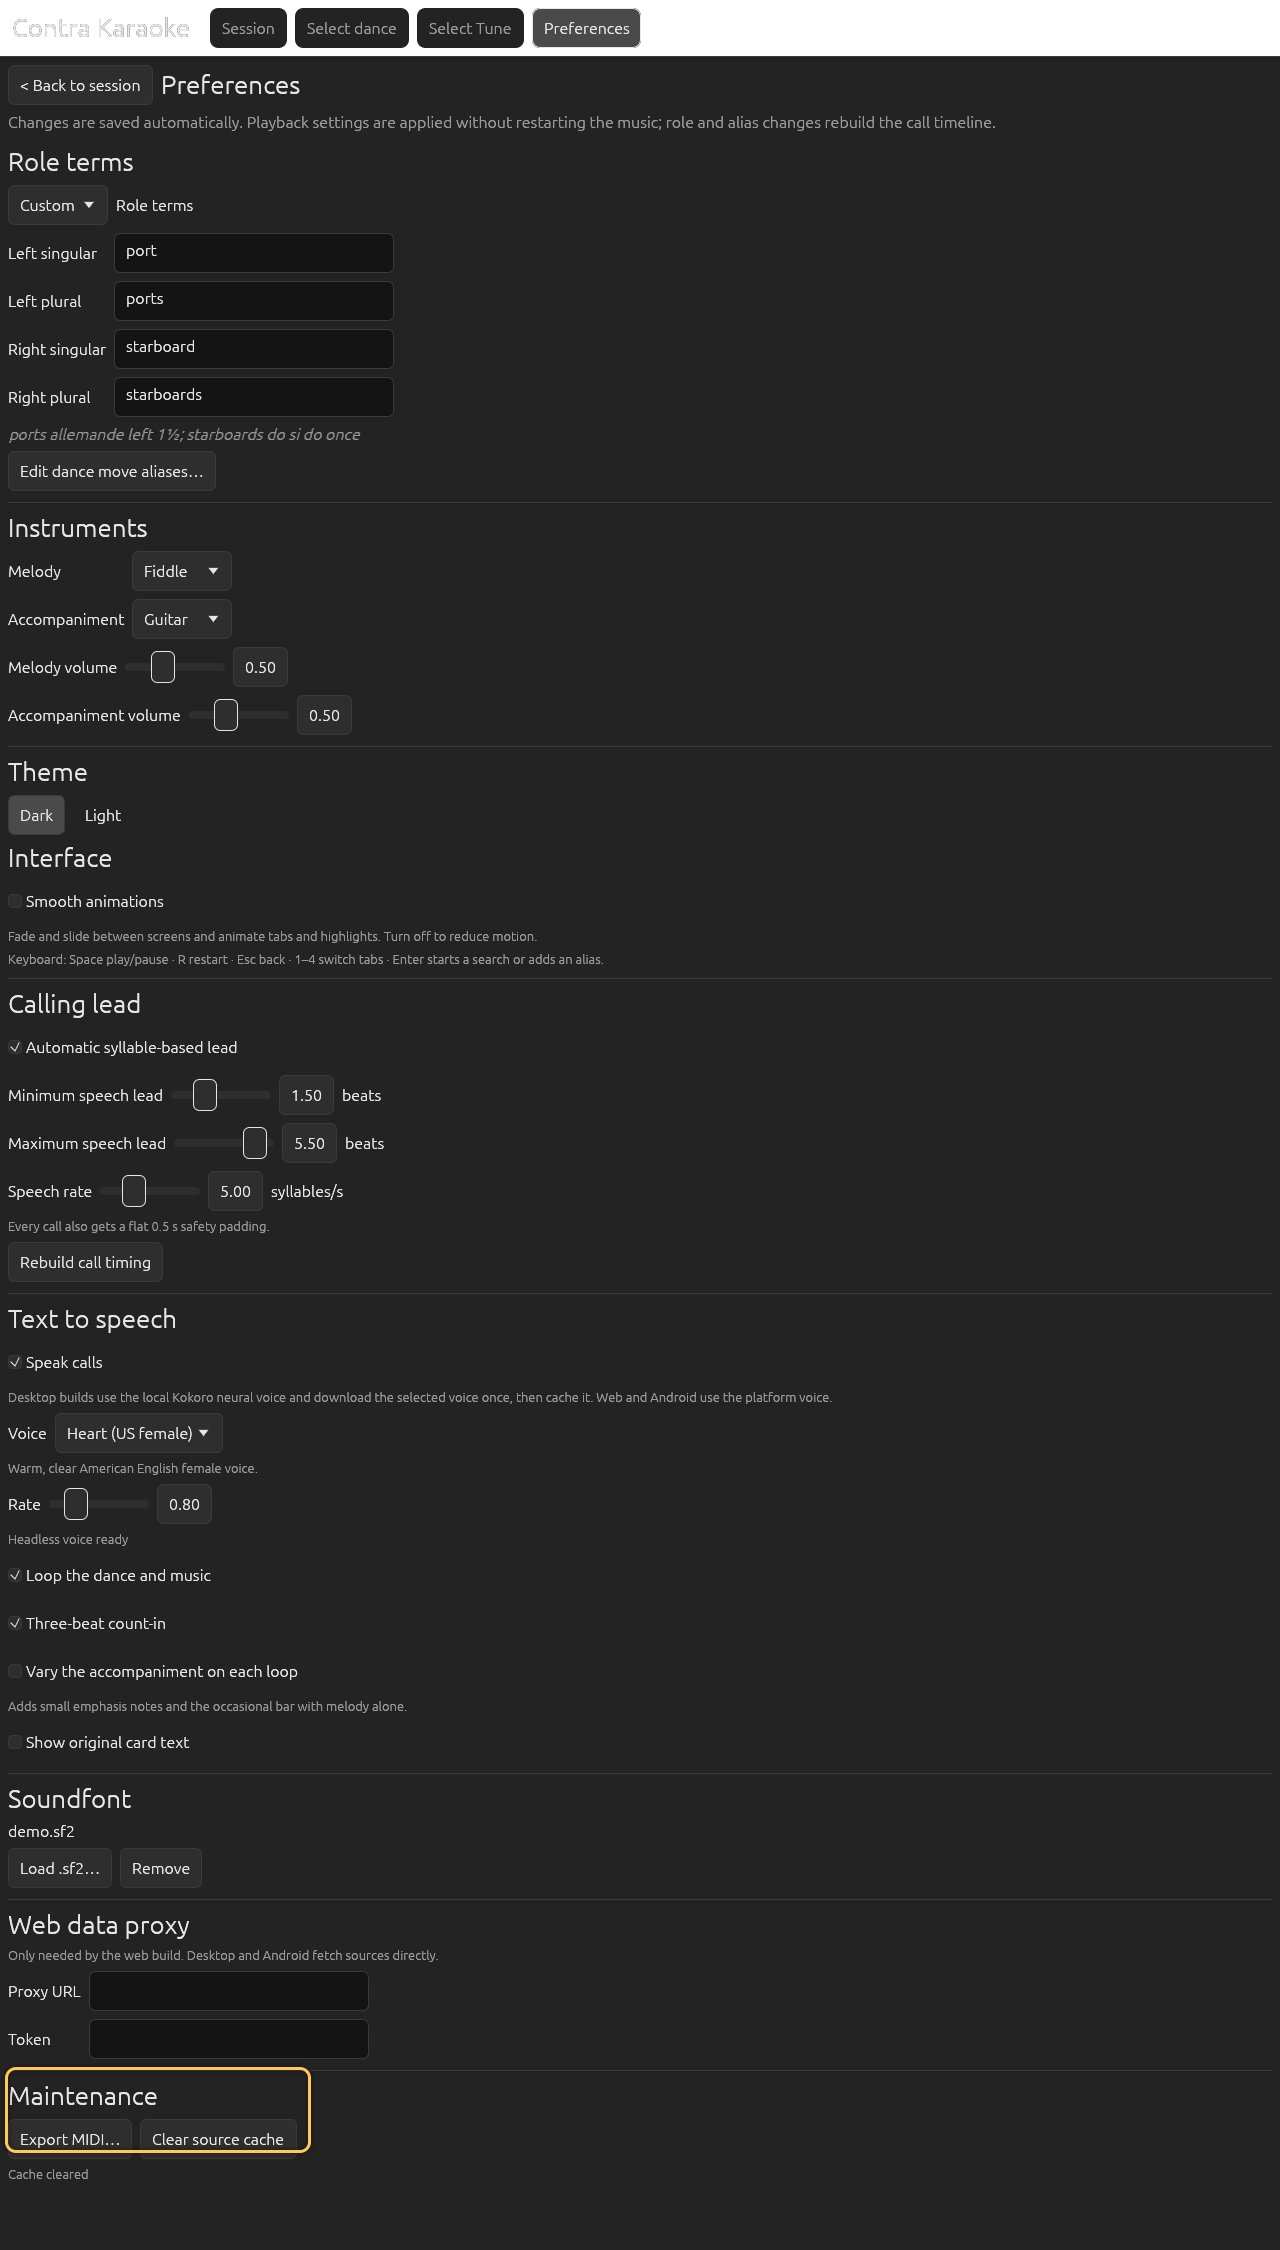 Contra Karaoke Session Select dance Select Tune Preferences
< Back to session Preferences
Changes are saved automatically. Playback settings are applied without restarting the music; role and alias changes rebuild the call timeline.
Role terms
Custom Role terms
Left singular port
Left plural ports
Right singular starboard
Right plural starboards
ports allemande left 1½; starboards do si do once
Edit dance move aliases...
Instruments
Melody Fiddle
Accompaniment Guitar
Melody volume 0.50
Accompaniment volume 0.50
Theme
Dark Light
Interface
Smooth animations
Fade and slide between screens and animate tabs and highlights. Turn off to reduce motion.
Keyboard: Space play/pause · R restart · Esc back · 1–4 switch tabs · Enter starts a search or adds an alias.
Calling lead
Automatic syllable-based lead
Minimum speech lead 1.50 beats
Maximum speech lead 5.50 beats
Speech rate 5.00 syllables/s
Every call also gets a flat 0.5 s safety padding.
Rebuild call timing
Text to speech
Speak calls
Desktop builds use the local Kokoro neural voice and download the selected voice once, then cache it. Web and Android use the platform voice.
Voice Heart (US female)
Warm, clear American English female voice.
Rate 0.80
Headless voice ready
Loop the dance and music
Three-beat count-in
Vary the accompaniment on each loop
Adds small emphasis notes and the occasional bar with melody alone.
Show original card text
Soundfont
demo.sf2
Load .sf2... Remove
Web data proxy
Only needed by the web build. Desktop and Android fetch sources directly.
Proxy URL
Token
Maintenance
Export MIDI... Clear source cache
Cache cleared